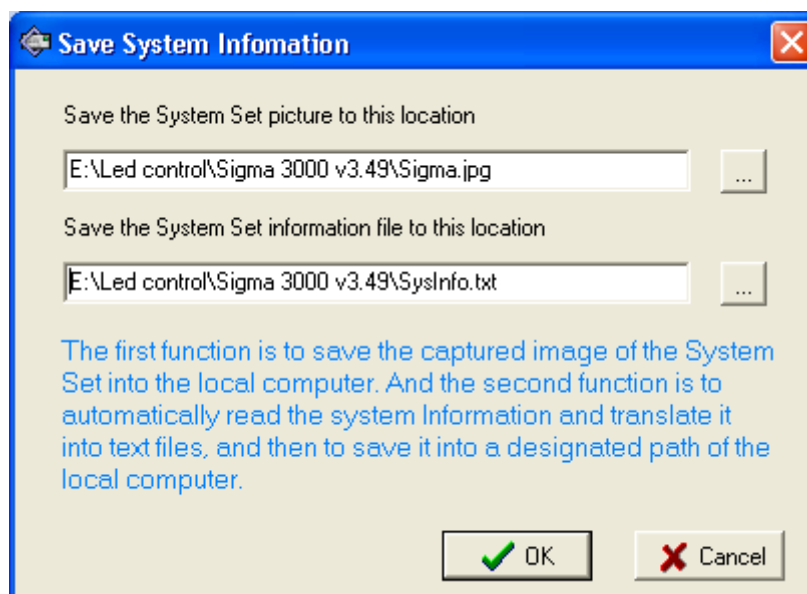 Save System Infomation
Save the System Set picture to this location
E:\Led control\Sigma 3000 v3.49\Sigma.jpg
...
Save the System Set information file to this location
E:\Led control\Sigma 3000 v3.49\SysInfo.txt
...
The first function is to save the captured image of the System
Set into the local computer. And the second function is to
automatically read the system Information and translate it
into text files, and then to save it into a designated path of the
local computer.
OK
Cancel